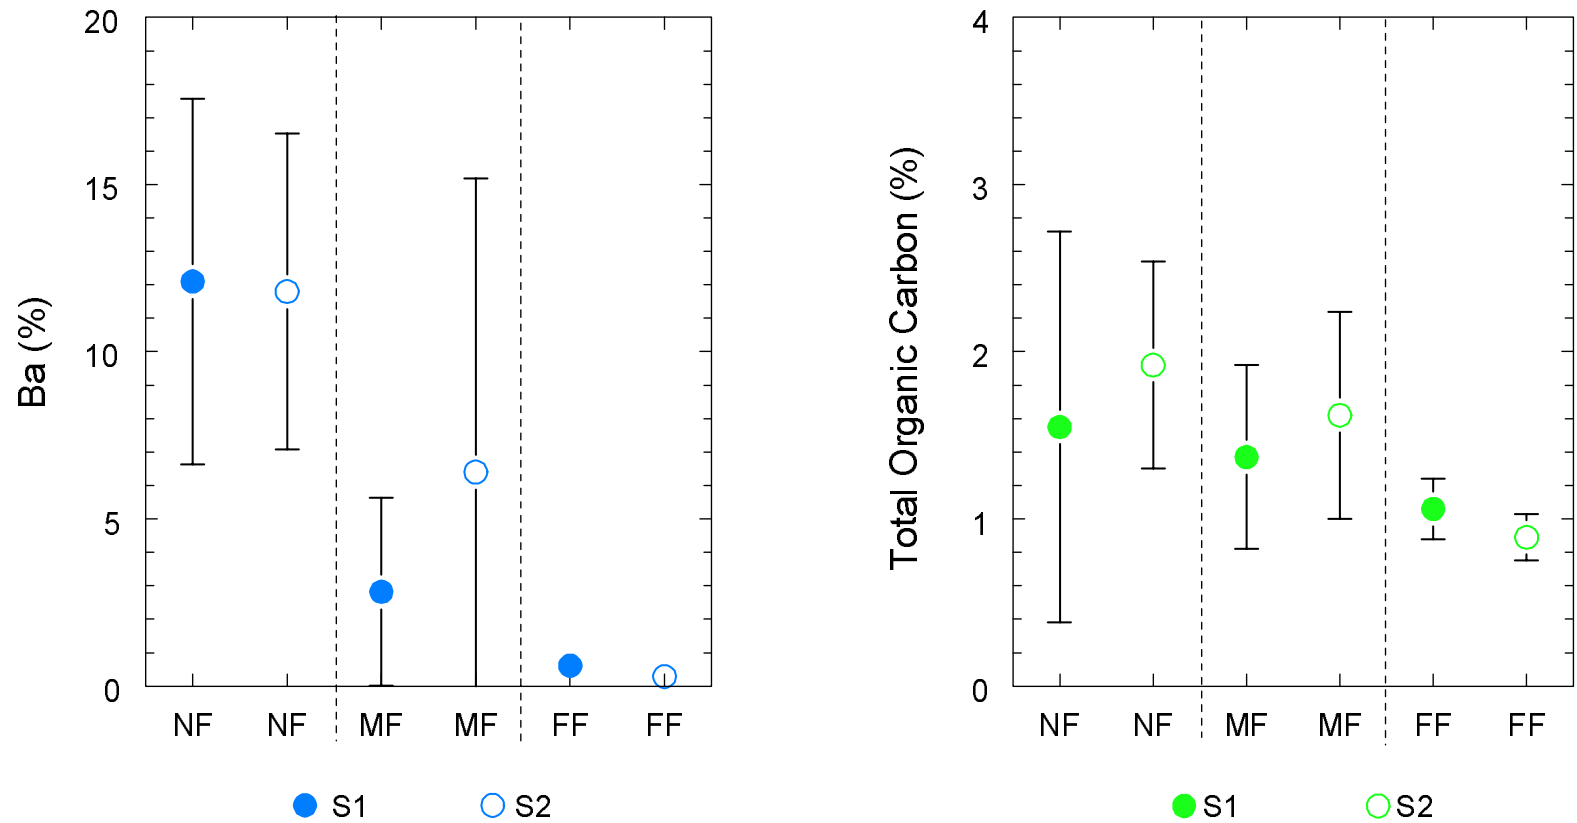 Ba (%)
20
15
10
5
0
NF NF MF MF FF FF
S1 S2
Total Organic Carbon (%)
4
3
2
1
0
NF NF MF MF FF FF
S1 S2